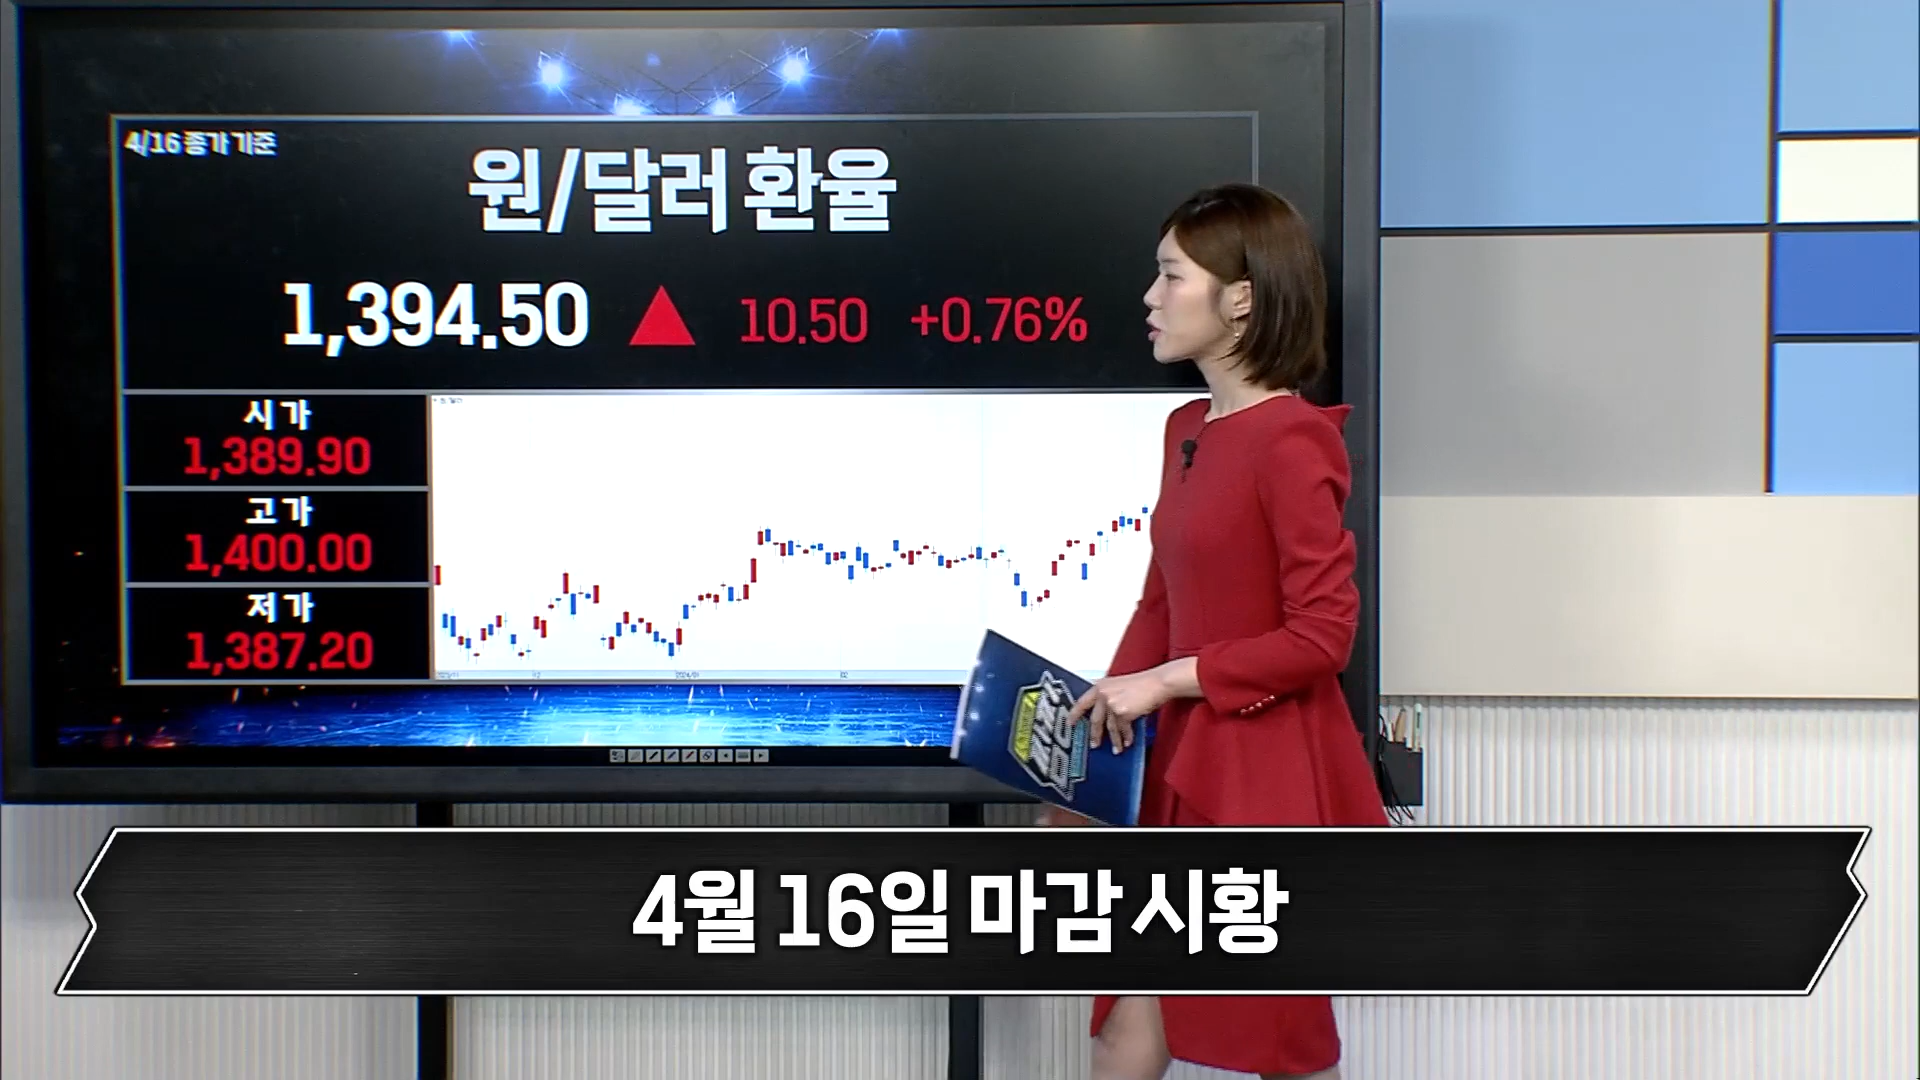 4/16 종가 기준
원/달러 환율
1,394.50 ▲ 10.50 +0.76%
시가
1,389.90
고가
1,400.00
저가
1,387.20
4월 16일 마감 시황